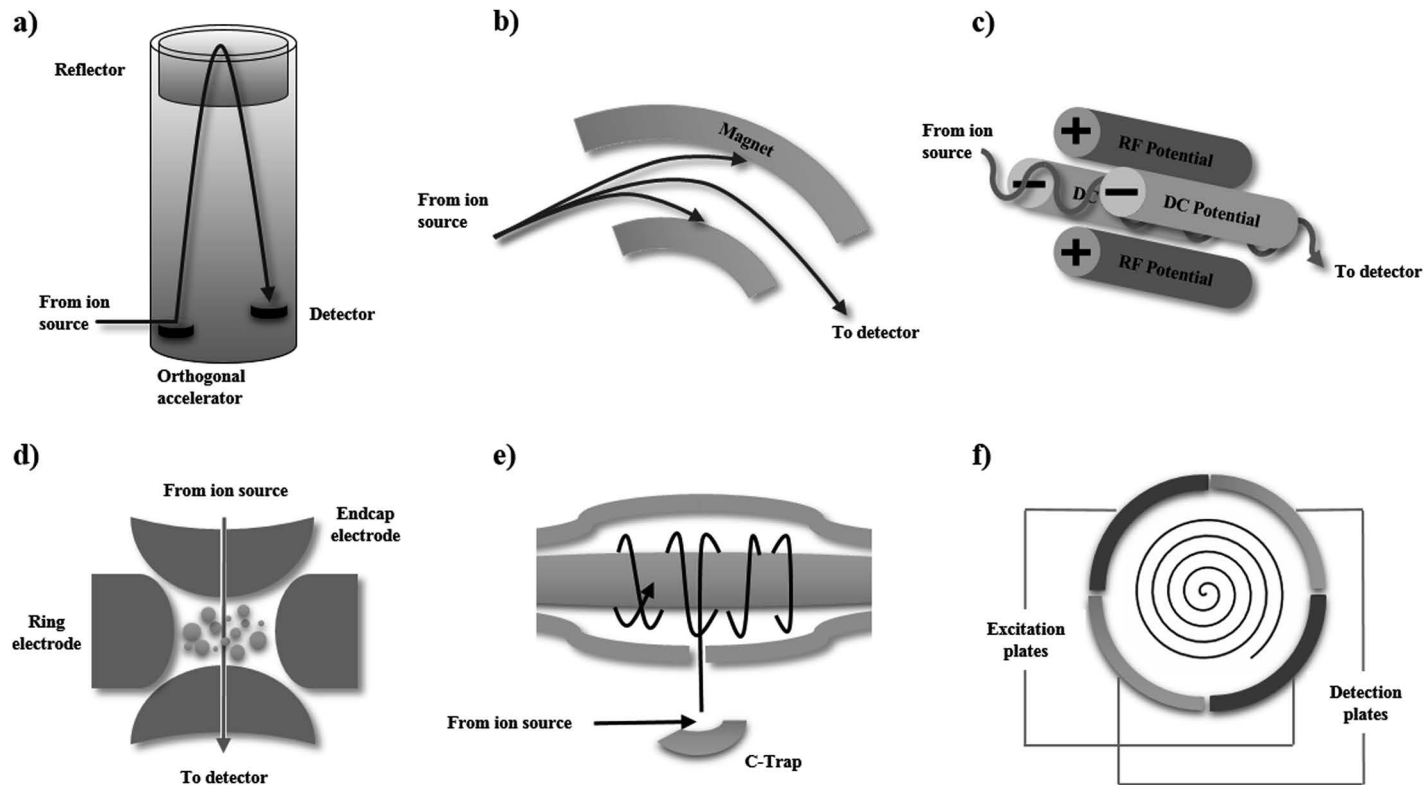 a)
Reflector
From ion
source
Detector
Orthogonal
accelerator
b)
Magnet
From ion
source
To detector
c)
From ion
source
+
RF Potential
−
DC
−
DC Potential
+
RF Potential
To detector
d)
From ion source
Endcap
electrode
Ring
electrode
To detector
e)
From ion source
C-Trap
f)
Excitation
plates
Detection
plates